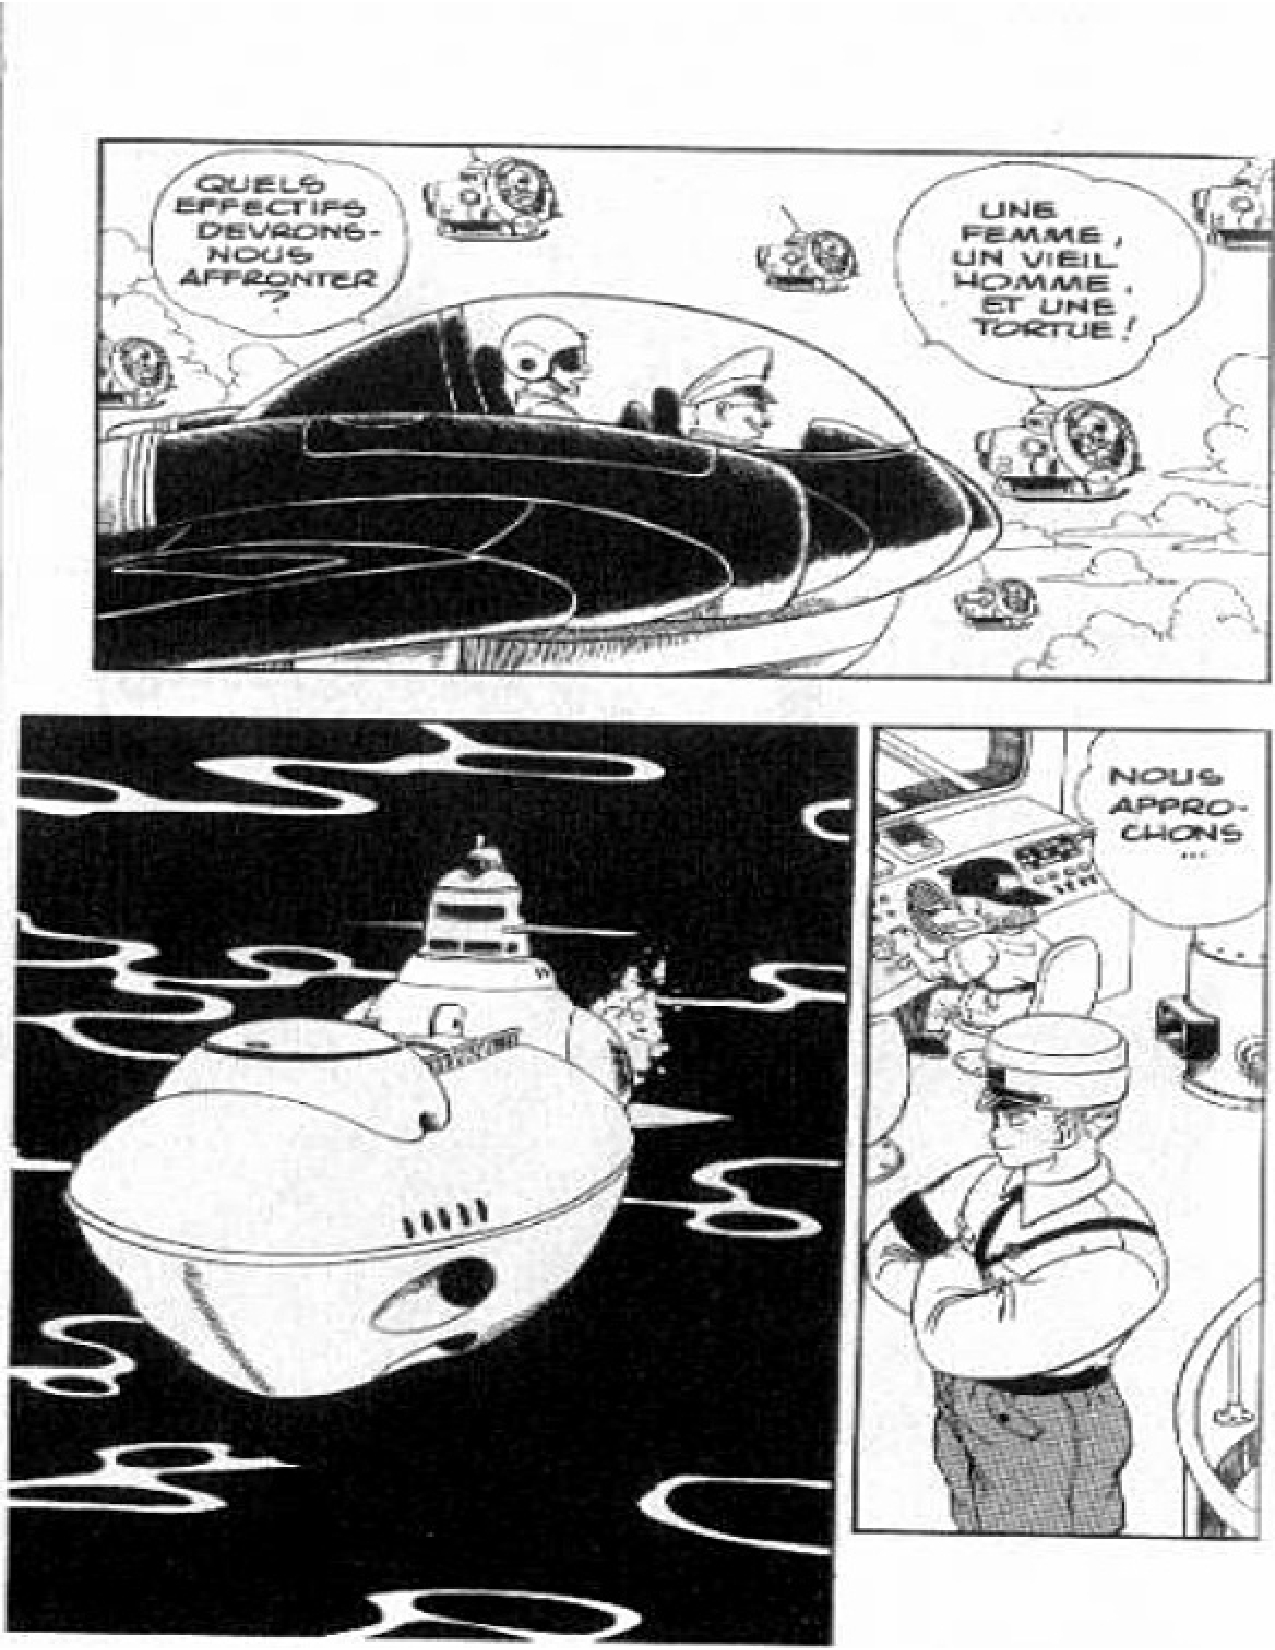 QUELS
EFFECTIFS
DEVRONS-
NOUS
AFFRONTER
?
UNE
FEMME,
UN VIEIL
HOMME,
ET UNE
TORTUE!
NOUS
APPRO-
CHONS
...